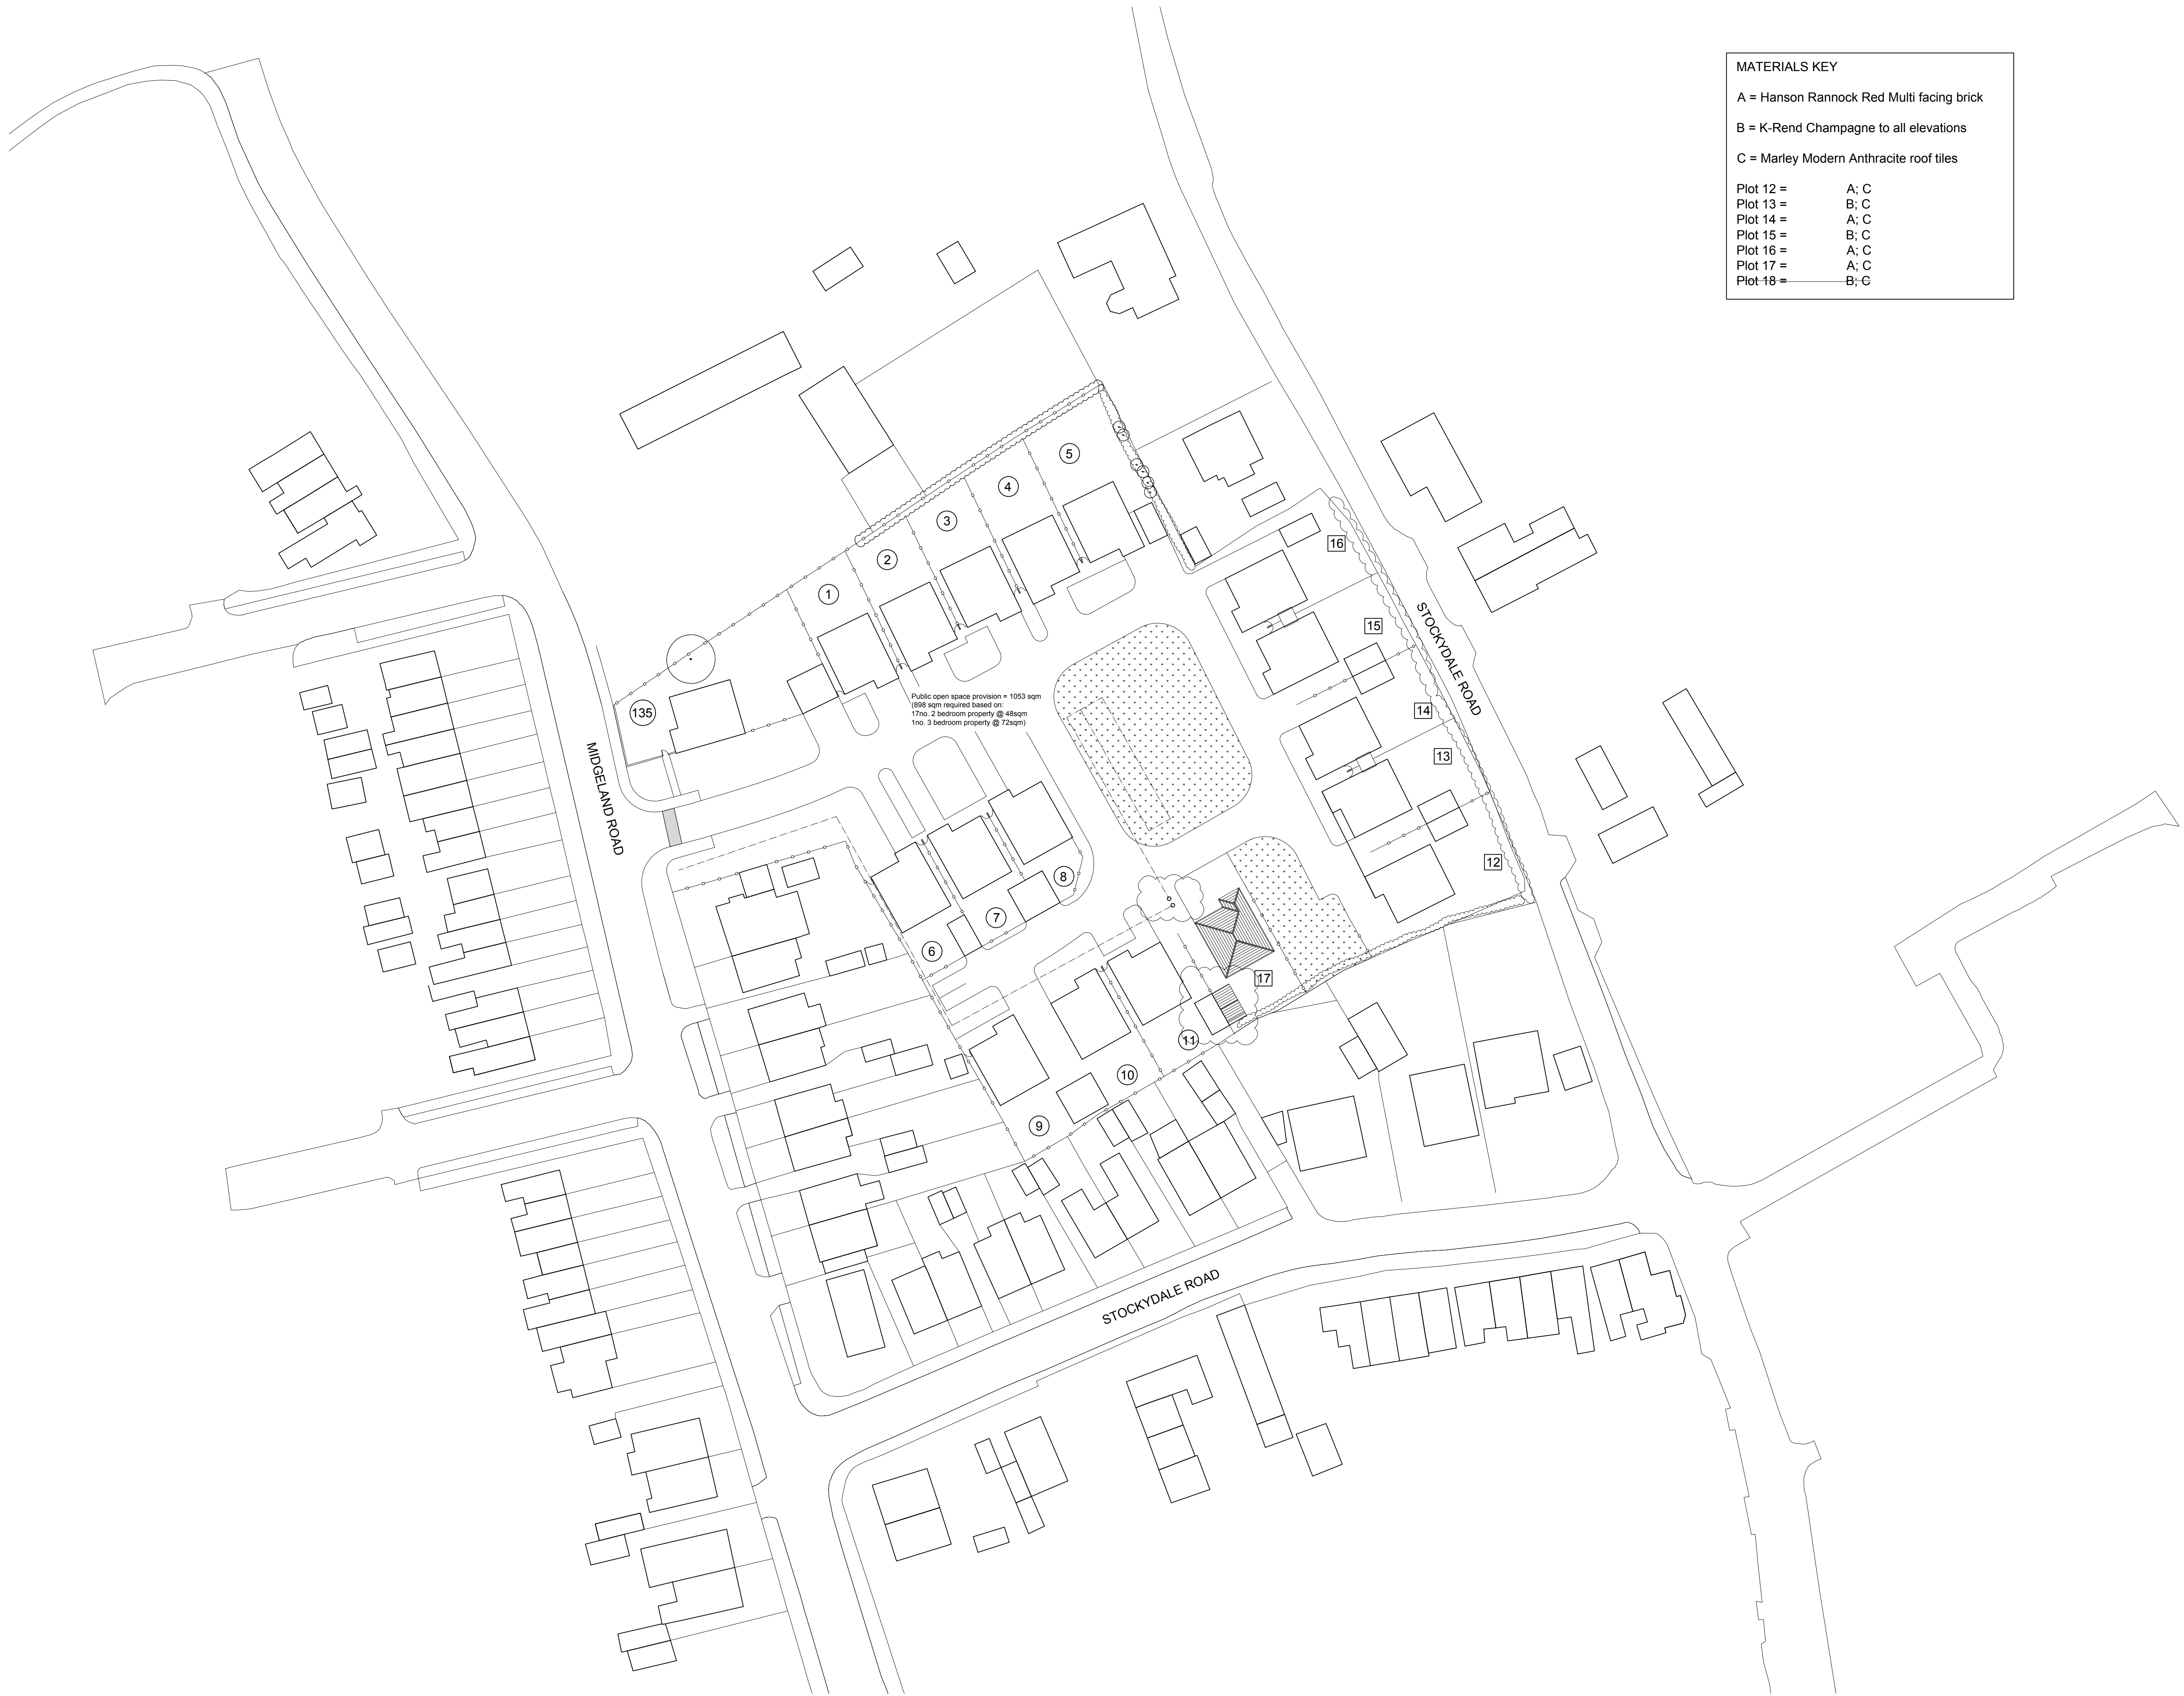 MATERIALS KEY
A = Hanson Rannock Red Multi facing brick
B = K-Rend Champagne to all elevations
C = Marley Modern Anthracite roof tiles
Plot 12 = A; C
Plot 13 = B; C
Plot 14 = A; C
Plot 15 = B; C
Plot 16 = A; C
Plot 17 = A; C
Plot 18 = B; C
5
4
3
2
1
16
15
14
13
12
STOCKYDALE ROAD
135
Public open space provision = 1053 sqm
(898 sqm required based on:
17no. 2 bedroom property @ 48sqm
1no. 3 bedroom property @ 72sqm)
MIDGELAND ROAD
8
7
6
17
11
10
9
STOCKYDALE ROAD